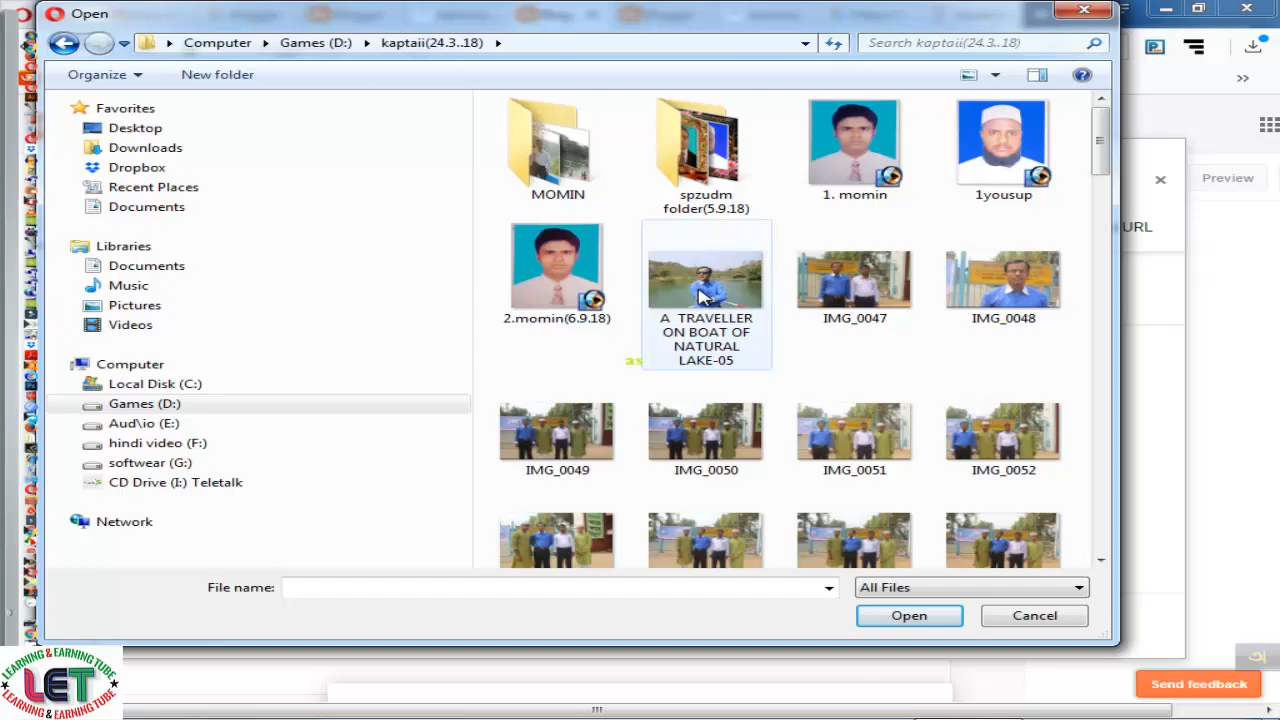 Open
Computer
Games (D:)
kaptaii(24.3..18)
Search kaptaii(24.3..18)
Organize
New folder
Favorites
Desktop
Downloads
Dropbox
Recent Places
Documents
Libraries
Documents
Music
Pictures
Videos
Computer
Local Disk (C:)
Games (D:)
Aud\io (E:)
hindi video (F:)
softwear (G:)
CD Drive (I:) Teletalk
Network
MOMIN
spzudm
folder(5.9.18)
1. momin
1yousup
2.momin(6.9.18)
A TRAVELLER
ON BOAT OF
NATURAL
LAKE-05
IMG_0047
IMG_0048
as
IMG_0049
IMG_0050
IMG_0051
IMG_0052
File name:
All Files
Open
Cancel
Preview
URL
Send feedback
LEARNING & EARNING TUBE
LET
LEARNING & EARNING TUBE